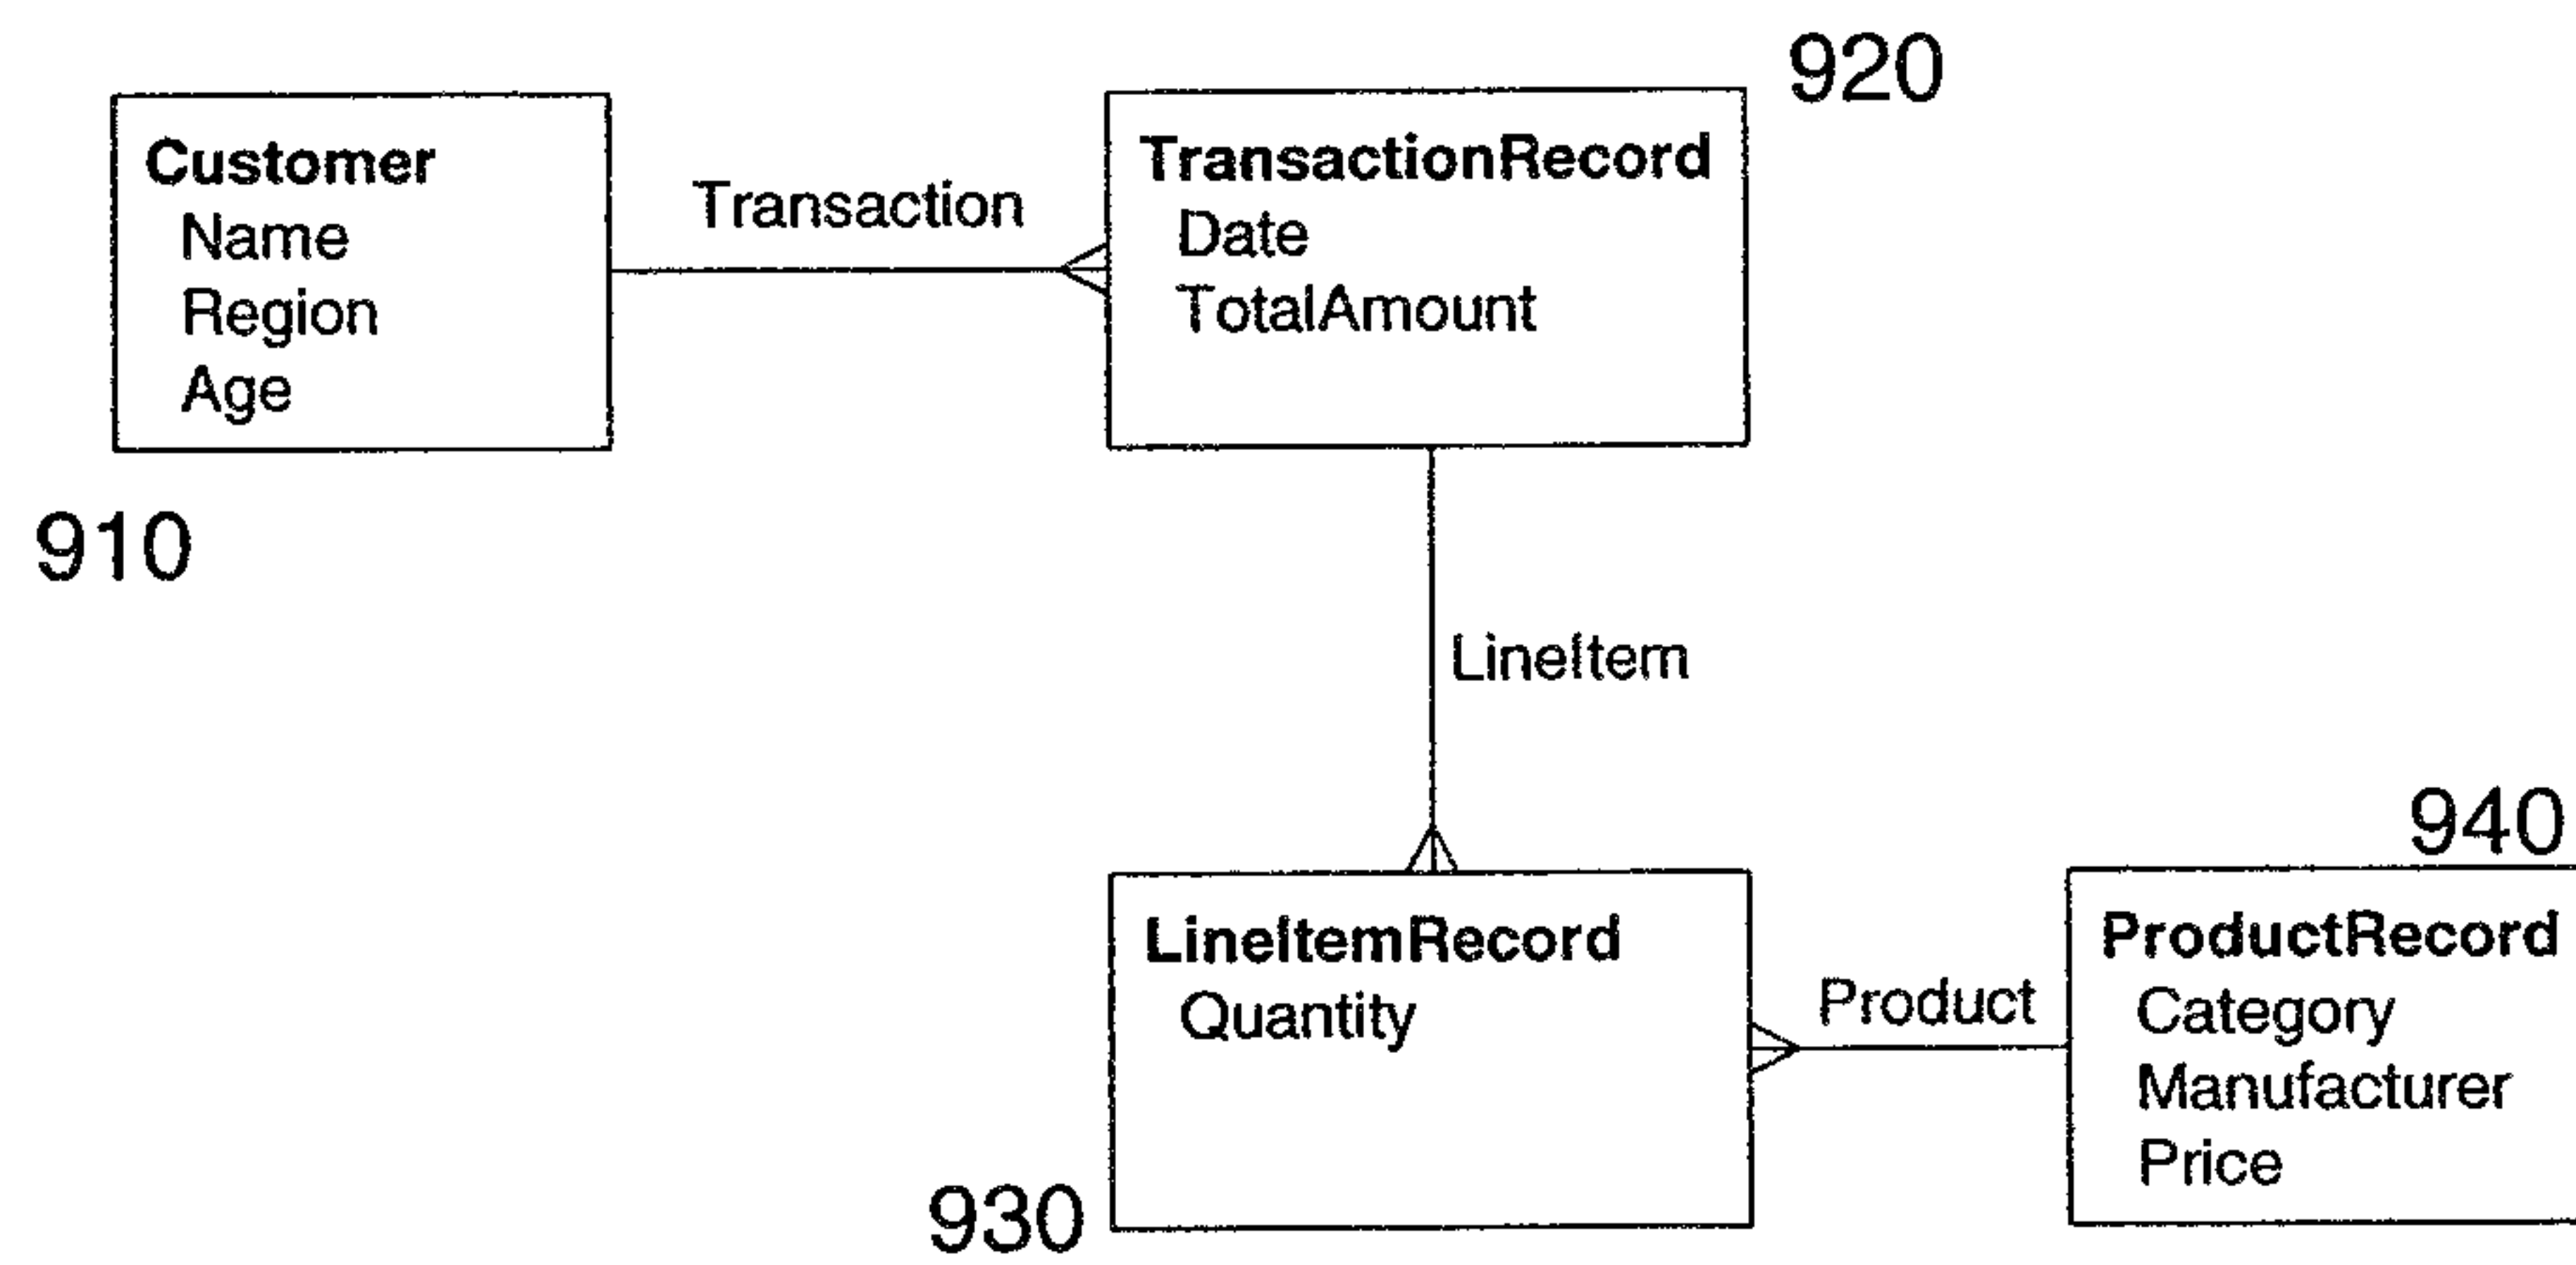 920
Customer
Name
Region
Age
910
Transaction
TransactionRecord
Date
TotalAmount
LineItem
LineItemRecord
Quantity
930
Product
940
ProductRecord
Category
Manufacturer
Price